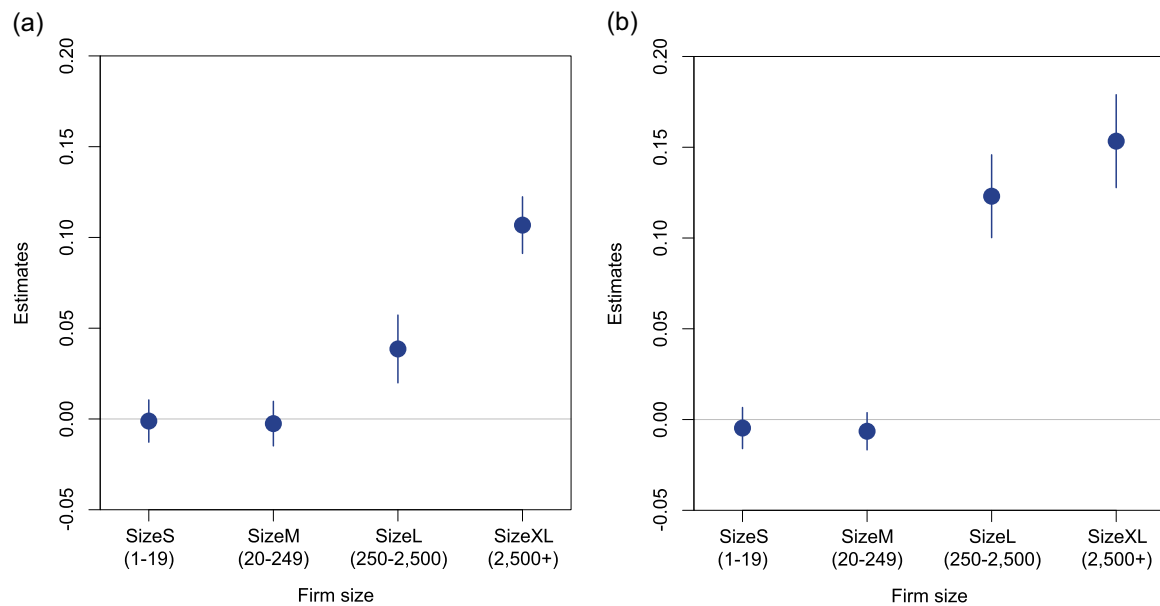 (a)
0.20
0.15
0.10
0.05
0.00
-0.05
Estimates
SizeS
(1-19)
SizeM
(20-249)
SizeL
(250-2,500)
SizeXL
(2,500+)
Firm size
(b)
0.20
0.15
0.10
0.05
0.00
-0.05
Estimates
SizeS
(1-19)
SizeM
(20-249)
SizeL
(250-2,500)
SizeXL
(2,500+)
Firm size